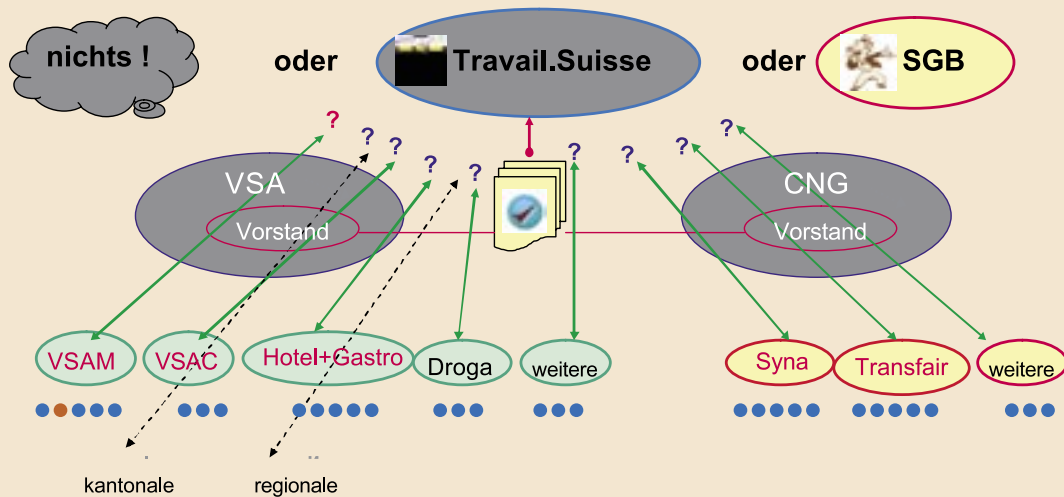 nichts !
oder
Travail.Suisse
oder
SGB
?
?
?
?
?
?
?
?
?
?
VSA
Vorstand
CNG
Vorstand
VSAM
VSAC
Hotel+Gastro
Droga
weitere
Syna
Transfair
weitere
kantonale
regionale